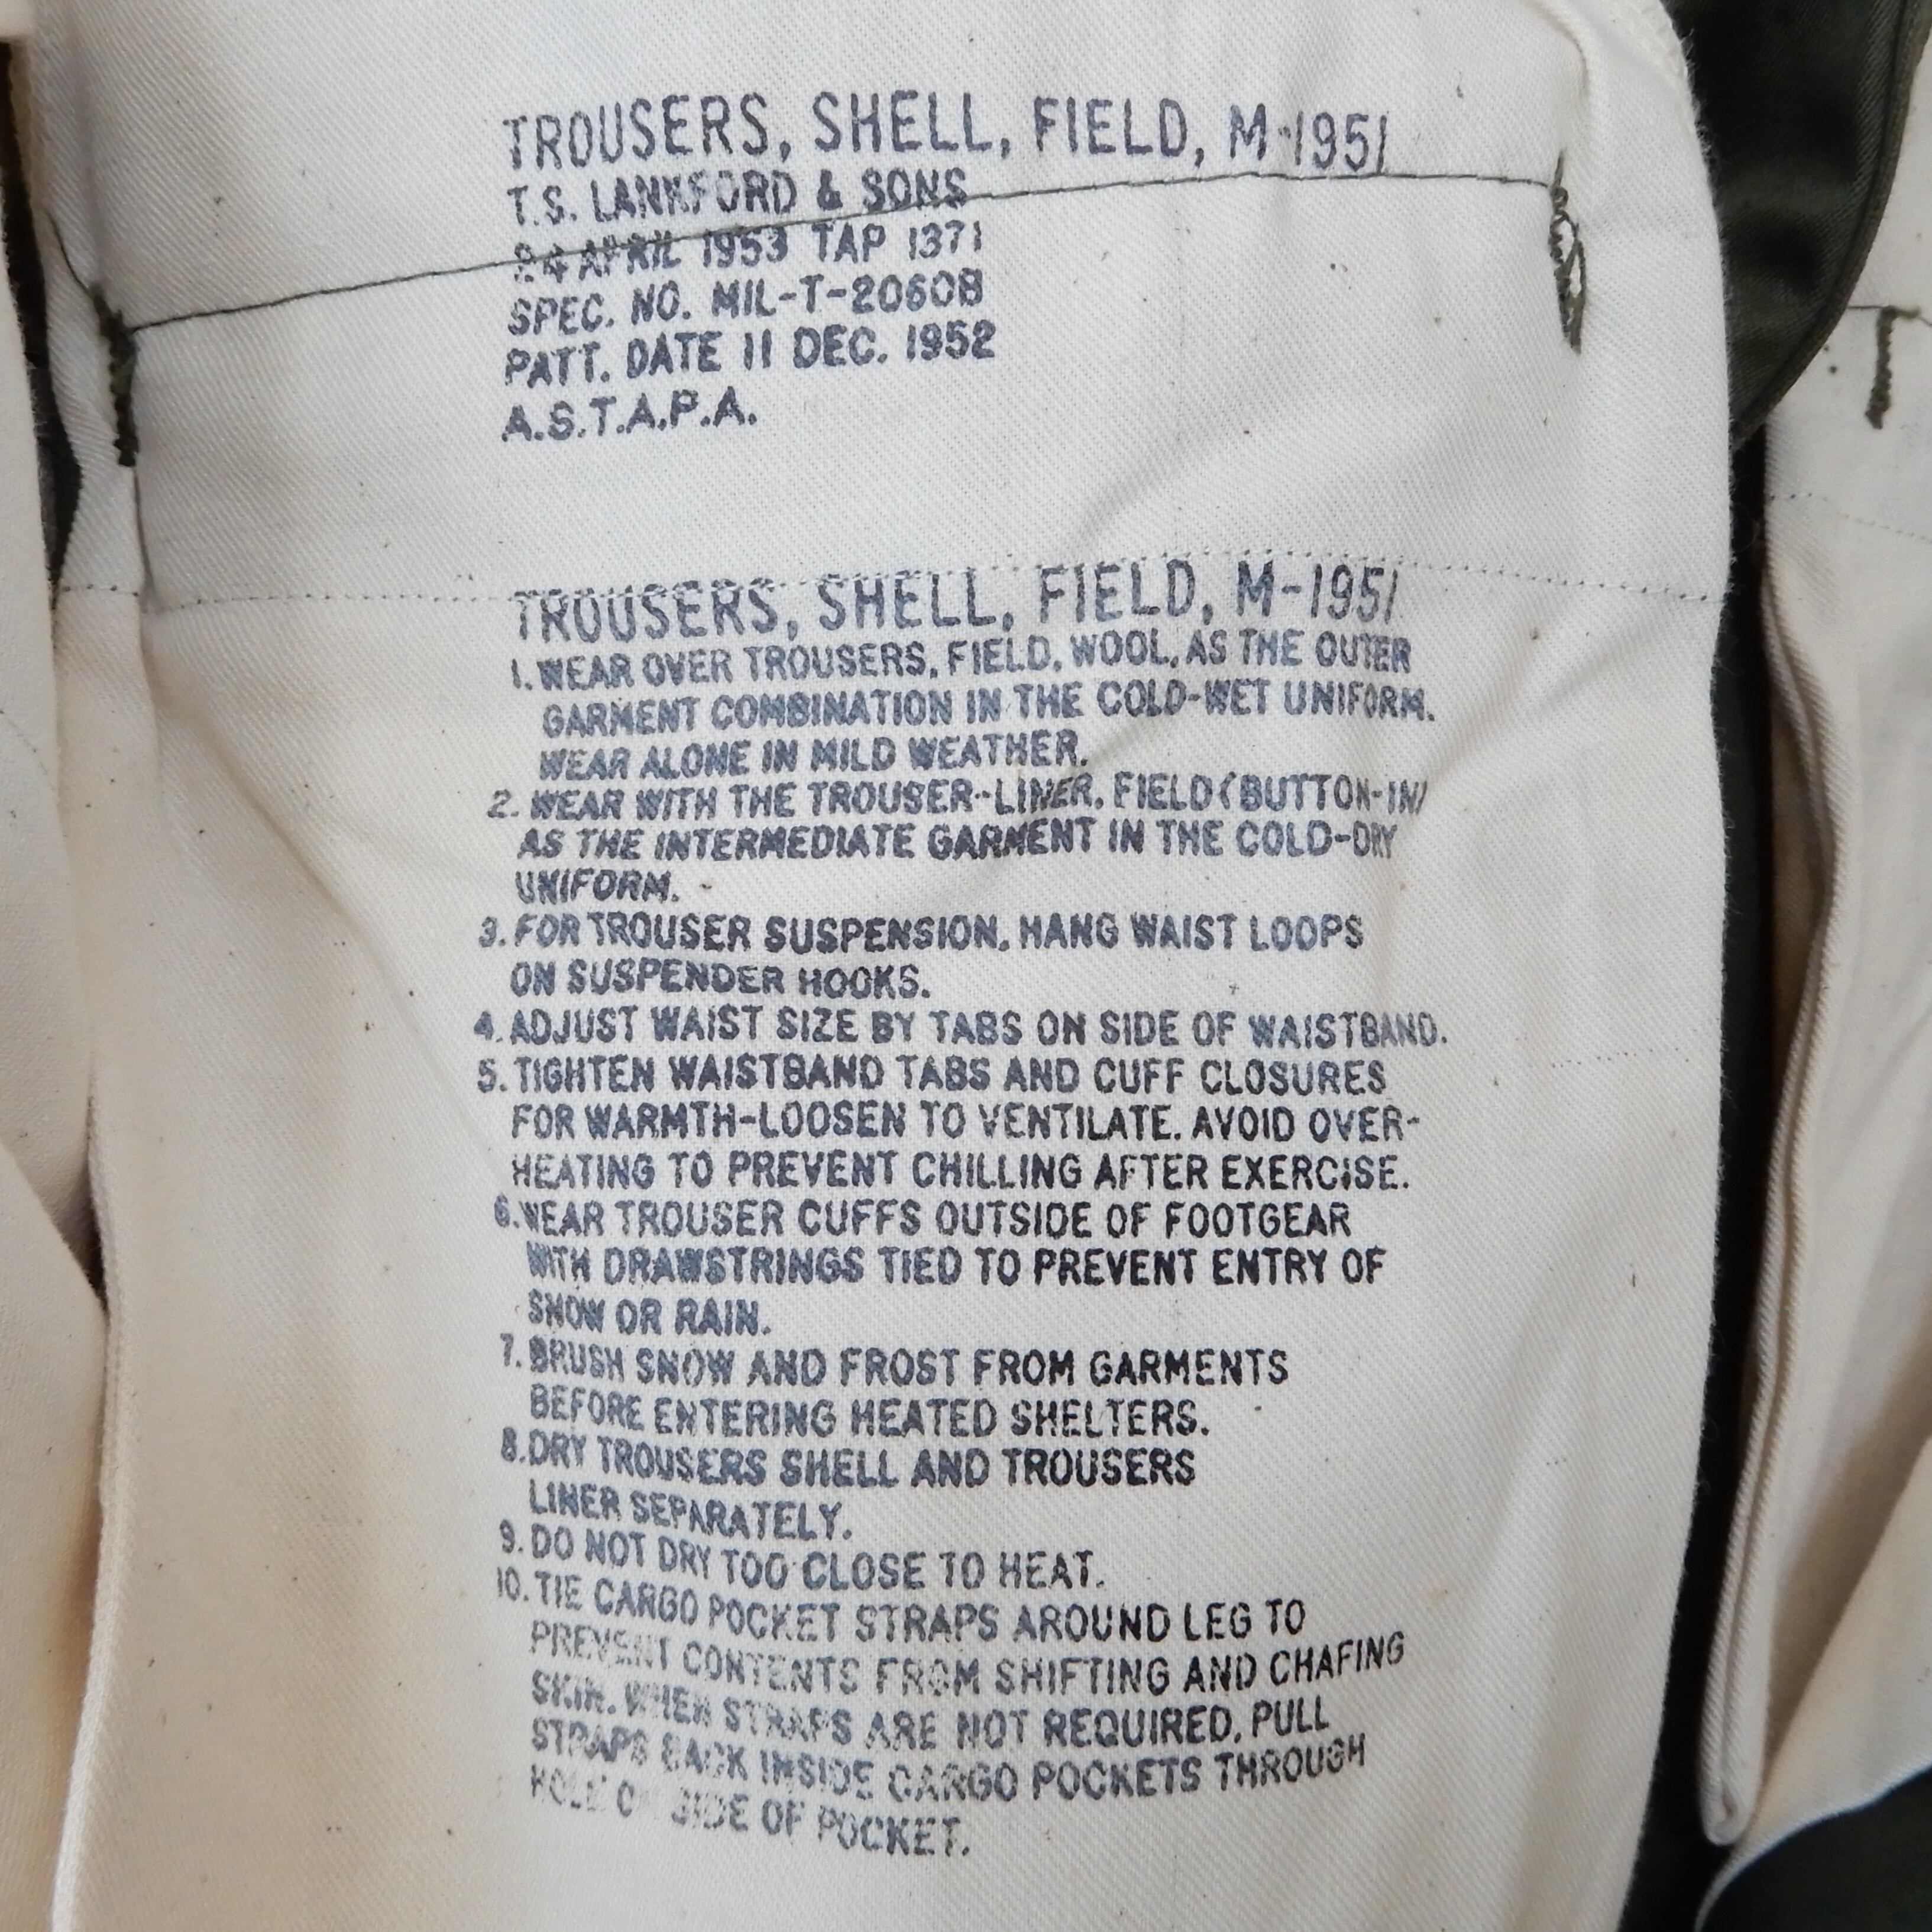 TROUSERS, SHELL, FIELD, M-1951
T.S. LANKFORD & SONS
24 APRIL 1953 TAP 1371
SPEC. NO. MIL-T-20608
PATT. DATE 11 DEC. 1952
A.S.T.A.P.A.
TROUSERS, SHELL, FIELD, M-1951
1. WEAR OVER TROUSERS, FIELD, WOOL, AS THE OUTER
GARMENT COMBINATION IN THE COLD-WET UNIFORM.
WEAR ALONE IN MILD WEATHER.
2. WEAR WITH THE TROUSER-LINER, FIELD (BUTTON-IN)
AS THE INTERMEDIATE GARMENT IN THE COLD-DRY
UNIFORM.
3. FOR TROUSER SUSPENSION, HANG WAIST LOOPS
ON SUSPENDER HOOKS.
4. ADJUST WAIST SIZE BY TABS ON SIDE OF WAISTBAND.
5. TIGHTEN WAISTBAND TABS AND CUFF CLOSURES
FOR WARMTH-LOOSEN TO VENTILATE. AVOID OVER-
HEATING TO PREVENT CHILLING AFTER EXERCISE.
6. WEAR TROUSER CUFFS OUTSIDE OF FOOTGEAR
WITH DRAWSTRINGS TIED TO PREVENT ENTRY OF
SNOW OR RAIN.
7. BRUSH SNOW AND FROST FROM GARMENTS
BEFORE ENTERING HEATED SHELTERS.
8. DRY TROUSERS SHELL AND TROUSERS
LINER SEPARATELY.
9. DO NOT DRY TOO CLOSE TO HEAT.
10. TIE CARGO POCKET STRAPS AROUND LEG TO
PREVENT CONTENTS FROM SHIFTING AND CHAFING
SKIN. WHEN STRAPS ARE NOT REQUIRED, PULL
STRAPS BACK INSIDE CARGO POCKETS THROUGH
HOLE ON SIDE OF POCKET.